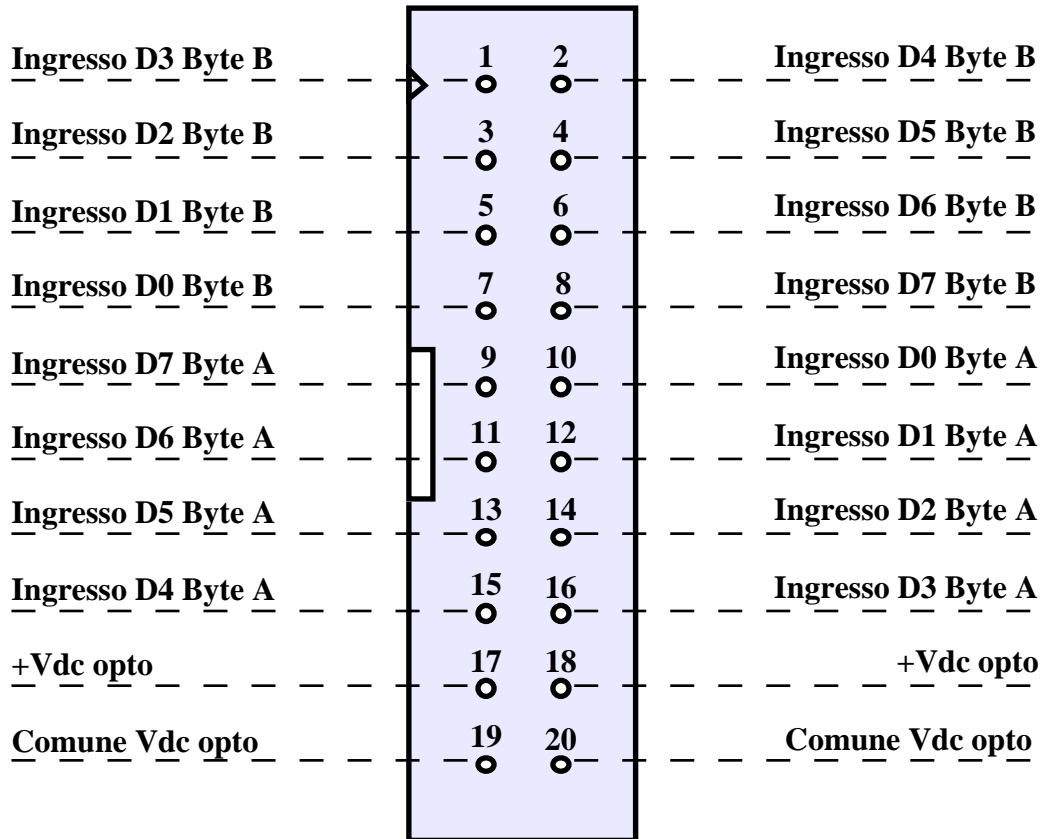 Ingresso D3 Byte B 1 2 Ingresso D4 Byte B
Ingresso D2 Byte B 3 4 Ingresso D5 Byte B
Ingresso D1 Byte B 5 6 Ingresso D6 Byte B
Ingresso D0 Byte B 7 8 Ingresso D7 Byte B
Ingresso D7 Byte A 9 10 Ingresso D0 Byte A
Ingresso D6 Byte A 11 12 Ingresso D1 Byte A
Ingresso D5 Byte A 13 14 Ingresso D2 Byte A
Ingresso D4 Byte A 15 16 Ingresso D3 Byte A
+Vdc opto 17 18 +Vdc opto
Comune Vdc opto 19 20 Comune Vdc opto